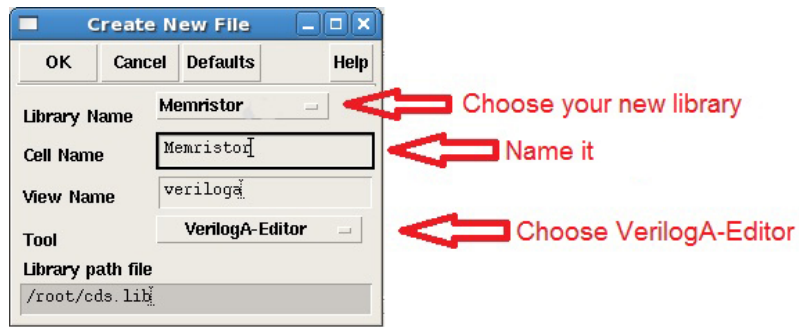 Create New File
OK Cancel Defaults Help
Library Name Memristor Choose your new library
Cell Name Memristor Name it
View Name veriloga
Tool VerilogA-Editor Choose VerilogA-Editor
Library path file
/root/cds.lib